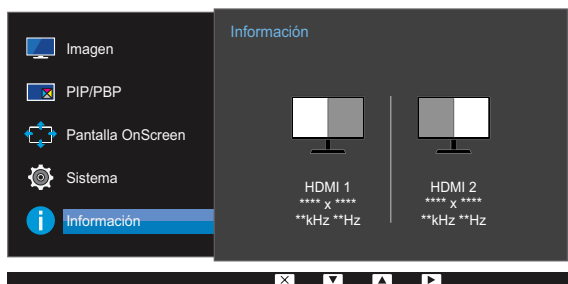 Información
Imagen
PIP/PBP
Pantalla OnScreen
Sistema
Información
HDMI 1
**** x ****
**kHz **Hz
HDMI 2
**** x ****
**kHz **Hz